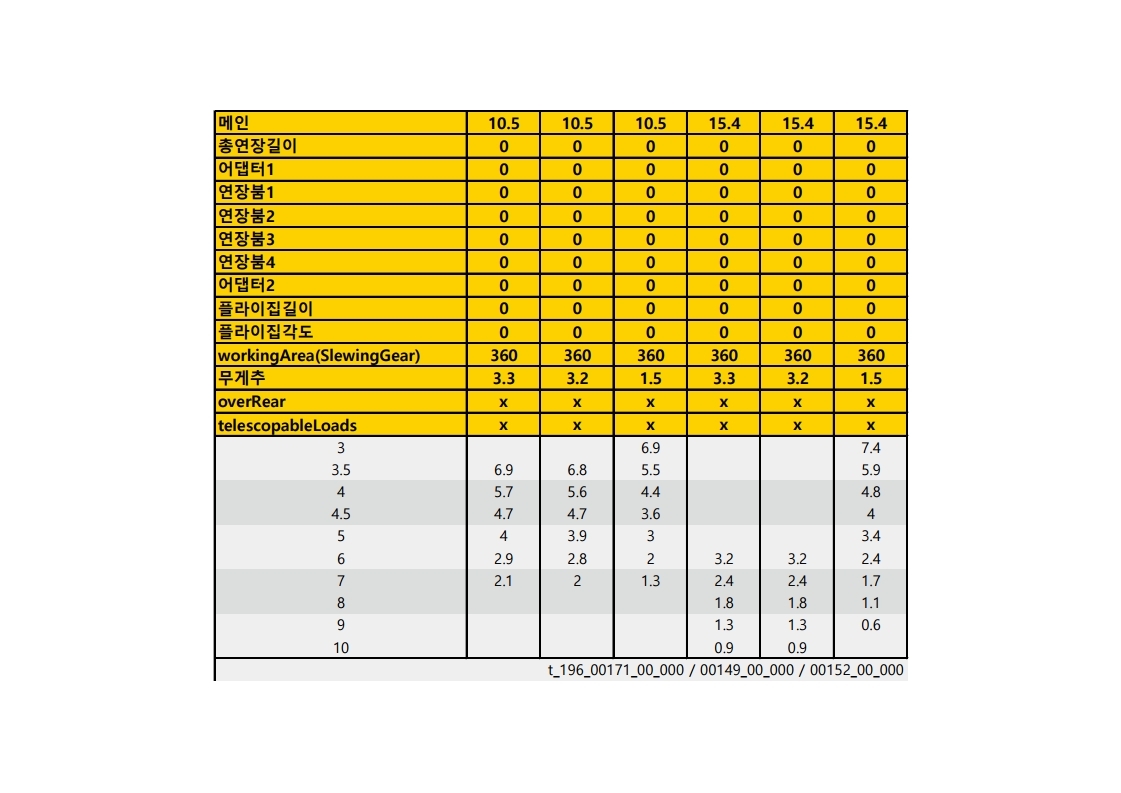 메인 10.5 10.5 10.5 15.4 15.4 15.4
총연장길이 0 0 0 0 0 0
어댑터1 0 0 0 0 0 0
연장붐1 0 0 0 0 0 0
연장붐2 0 0 0 0 0 0
연장붐3 0 0 0 0 0 0
연장붐4 0 0 0 0 0 0
어댑터2 0 0 0 0 0 0
플라이집길이 0 0 0 0 0 0
플라이집각도 0 0 0 0 0 0
workingArea(SlewingGear) 360 360 360 360 360 360
무게추 3.3 3.2 1.5 3.3 3.2 1.5
overRear x x x x x x
telescopableLoads x x x x x x
3 6.9 7.4
3.5 6.9 6.8 5.5 5.9
4 5.7 5.6 4.4 4.8
4.5 4.7 4.7 3.6 4
5 4 3.9 3 3.4
6 2.9 2.8 2 3.2 3.2 2.4
7 2.1 2 1.3 2.4 2.4 1.7
8 1.8 1.8 1.1
9 1.3 1.3 0.6
10 0.9 0.9
t_196_00171_00_000 / 00149_00_000 / 00152_00_000